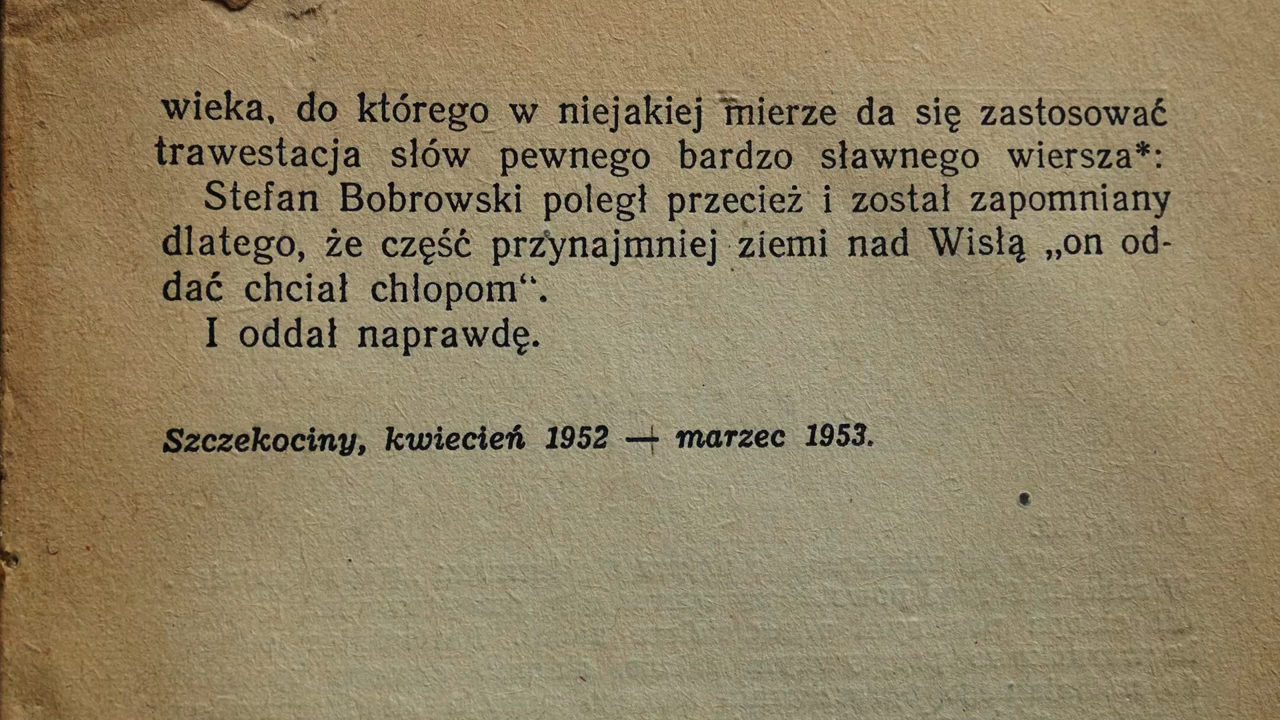 wieka, do którego w niejakiej mierze da się zastosować
trawestacja słów pewnego bardzo sławnego wiersza*:
Stefan Bobrowski poległ przecież i został zapomniany
dlatego, że część przynajmniej ziemi nad Wisłą „on od-
dać chciał chłopom“.
I oddał naprawdę.
Szczekociny, kwiecień 1952 — marzec 1953.